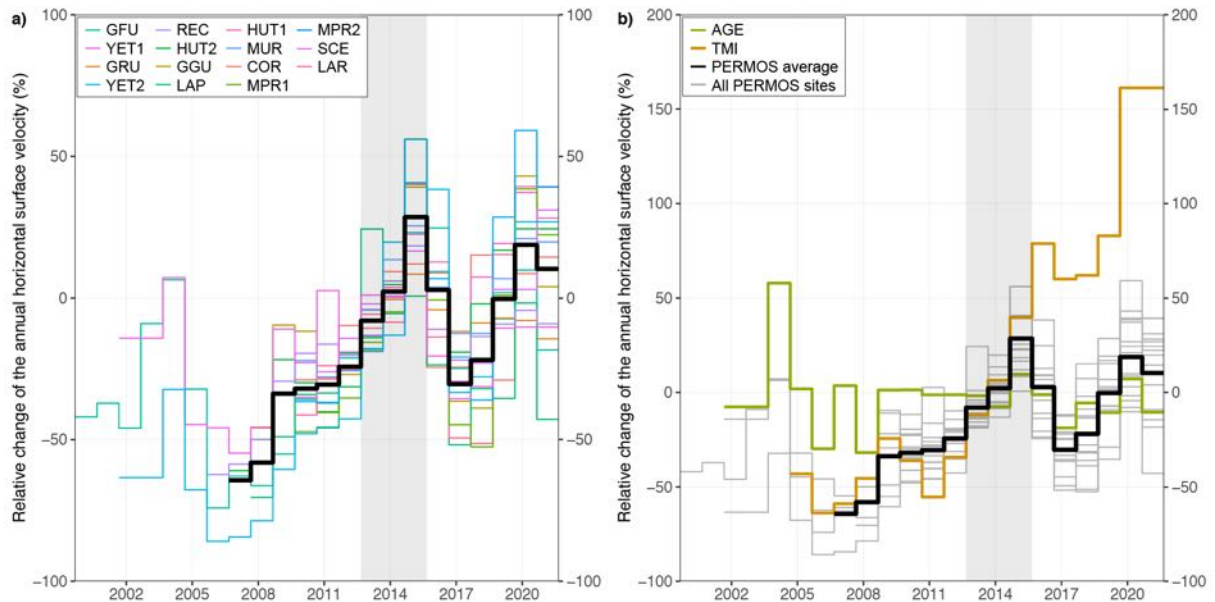 a)
GFU REC HUT1 MPR2
YET1 HUT2 MUR SCE
GRU GGU COR LAR
YET2 LAP MPR1
Relative change of the annual horizontal surface velocity (%)
100 100
50 50
0 0
−50 −50
−100 −100
2002 2005 2008 2011 2014 2017 2020
b)
AGE
TMI
PERMOS average
All PERMOS sites
Relative change of the annual horizontal surface velocity (%)
200 200
150 150
100 100
50 50
0 0
−50 −50
−100 −100
2002 2005 2008 2011 2014 2017 2020